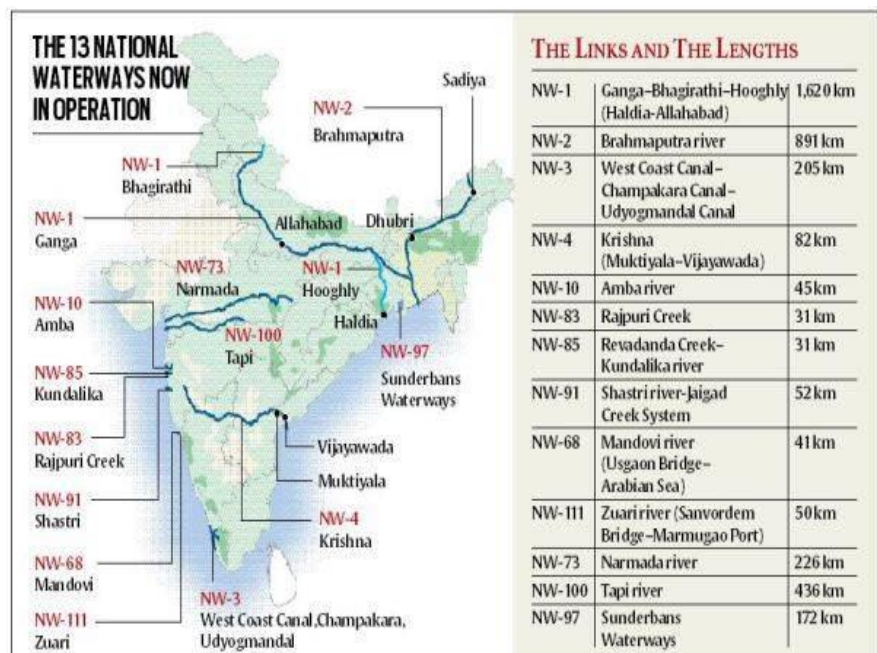 THE 13 NATIONAL
WATERWAYS NOW
IN OPERATION
Sadiya
NW-2
Brahmaputra
NW-1
Bhagirathi
NW-1
Ganga
Allahabad
Dhubri
NW-73
Narmada
NW-1
Hooghly
NW-10
Amba
Haldia
NW-100
Tapi
NW-97
Sunderbans
Waterways
NW-85
Kundalika
NW-83
Rajpuri Creek
Vijayawada
Muktiyala
NW-91
Shastri
NW-4
Krishna
NW-68
Mandovi
NW-3
West Coast Canal,Champakara,
Udyogmandal
NW-111
Zuari
THE LINKS AND THE LENGTHS
NW-1 Ganga-Bhagirathi-Hooghly 1,620 km
(Haldia-Allahabad)
NW-2 Brahmaputra river 891 km
NW-3 West Coast Canal- 205 km
Champakara Canal-
Udyogmandal Canal
NW-4 Krishna 82 km
(Muktiyala-Vijayawada)
NW-10 Amba river 45 km
NW-83 Rajpuri Creek 31 km
NW-85 Revadanda Creek- 31 km
Kundalika river
NW-91 Shastri river-Jaigad 52 km
Creek System
NW-68 Mandovi river 41 km
(Usgaon Bridge-
Arabian Sea)
NW-111 Zuari river (Sanvordem 50 km
Bridge-Marmugao Port)
NW-73 Narmada river 226 km
NW-100 Tapi river 436 km
NW-97 Sunderbans 172 km
Waterways